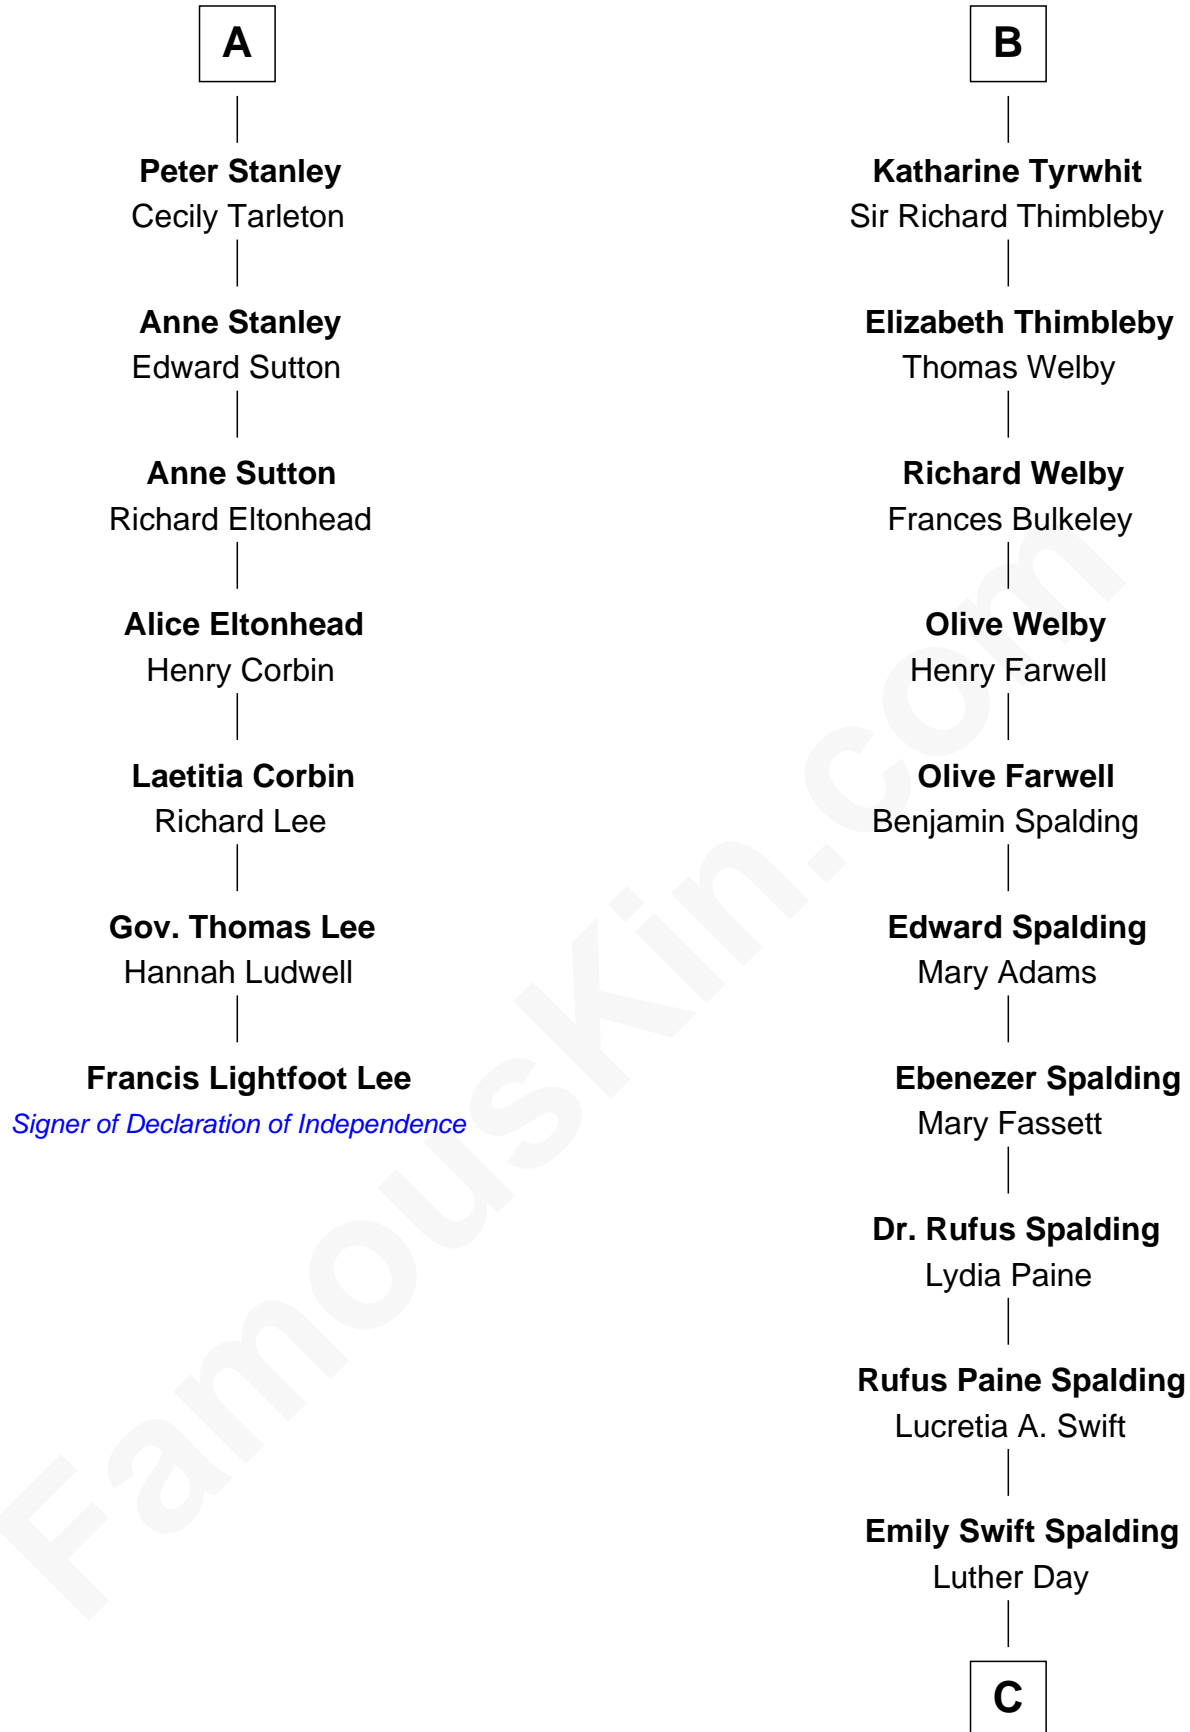 A
Peter Stanley
Cecily Tarleton
Anne Stanley
Edward Sutton
Anne Sutton
Richard Eltonhead
Alice Eltonhead
Henry Corbin
Laetitia Corbin
Richard Lee
Gov. Thomas Lee
Hannah Ludwell
Francis Lightfoot Lee
Signer of Declaration of Independence
B
Katharine Tyrwhit
Sir Richard Thimbleby
Elizabeth Thimbleby
Thomas Welby
Richard Welby
Frances Bulkeley
Olive Welby
Henry Farwell
Olive Farwell
Benjamin Spalding
Edward Spalding
Mary Adams
Ebenezer Spalding
Mary Fassett
Dr. Rufus Spalding
Lydia Paine
Rufus Paine Spalding
Lucretia A. Swift
Emily Swift Spalding
Luther Day
C
FamousKin.com